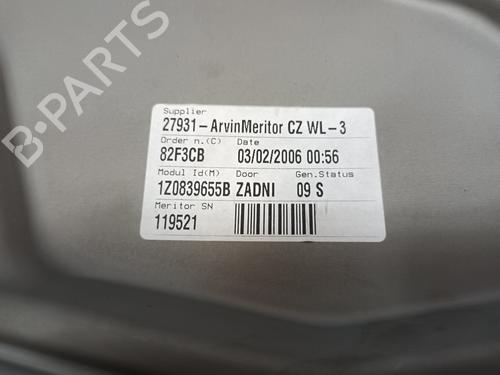 Supplier
27931-ArvinMeritor CZ WL-3
Order n.(C) Date
82F3CB 03/02/2006 00:56
Modul Id(M) Door Gen.Status
1Z0839655B ZADNI 09 S
Meritor SN
119521
B-PARTS